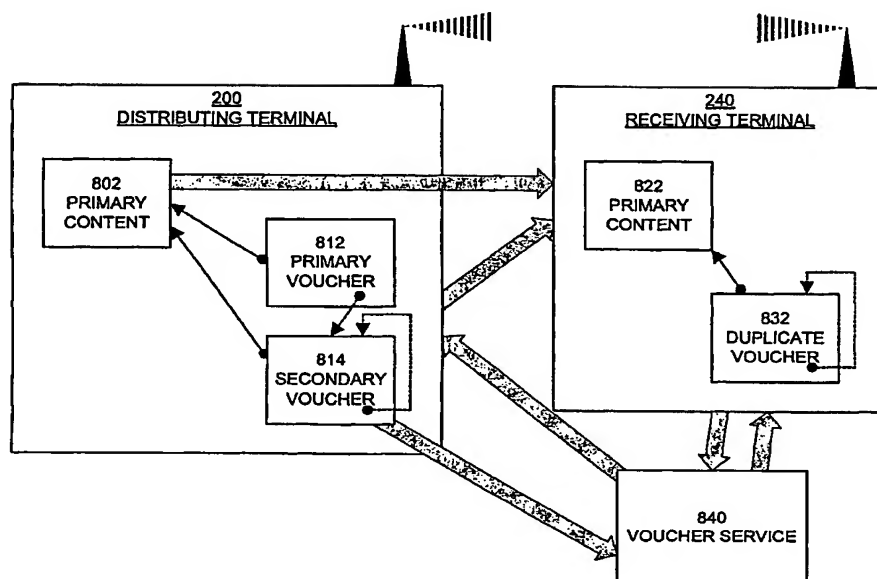 200
DISTRIBUTING TERMINAL
802
PRIMARY
CONTENT
812
PRIMARY
VOUCHER
814
SECONDARY
VOUCHER
240
RECEIVING TERMINAL
822
PRIMARY
CONTENT
832
DUPLICATE
VOUCHER
840
VOUCHER SERVICE